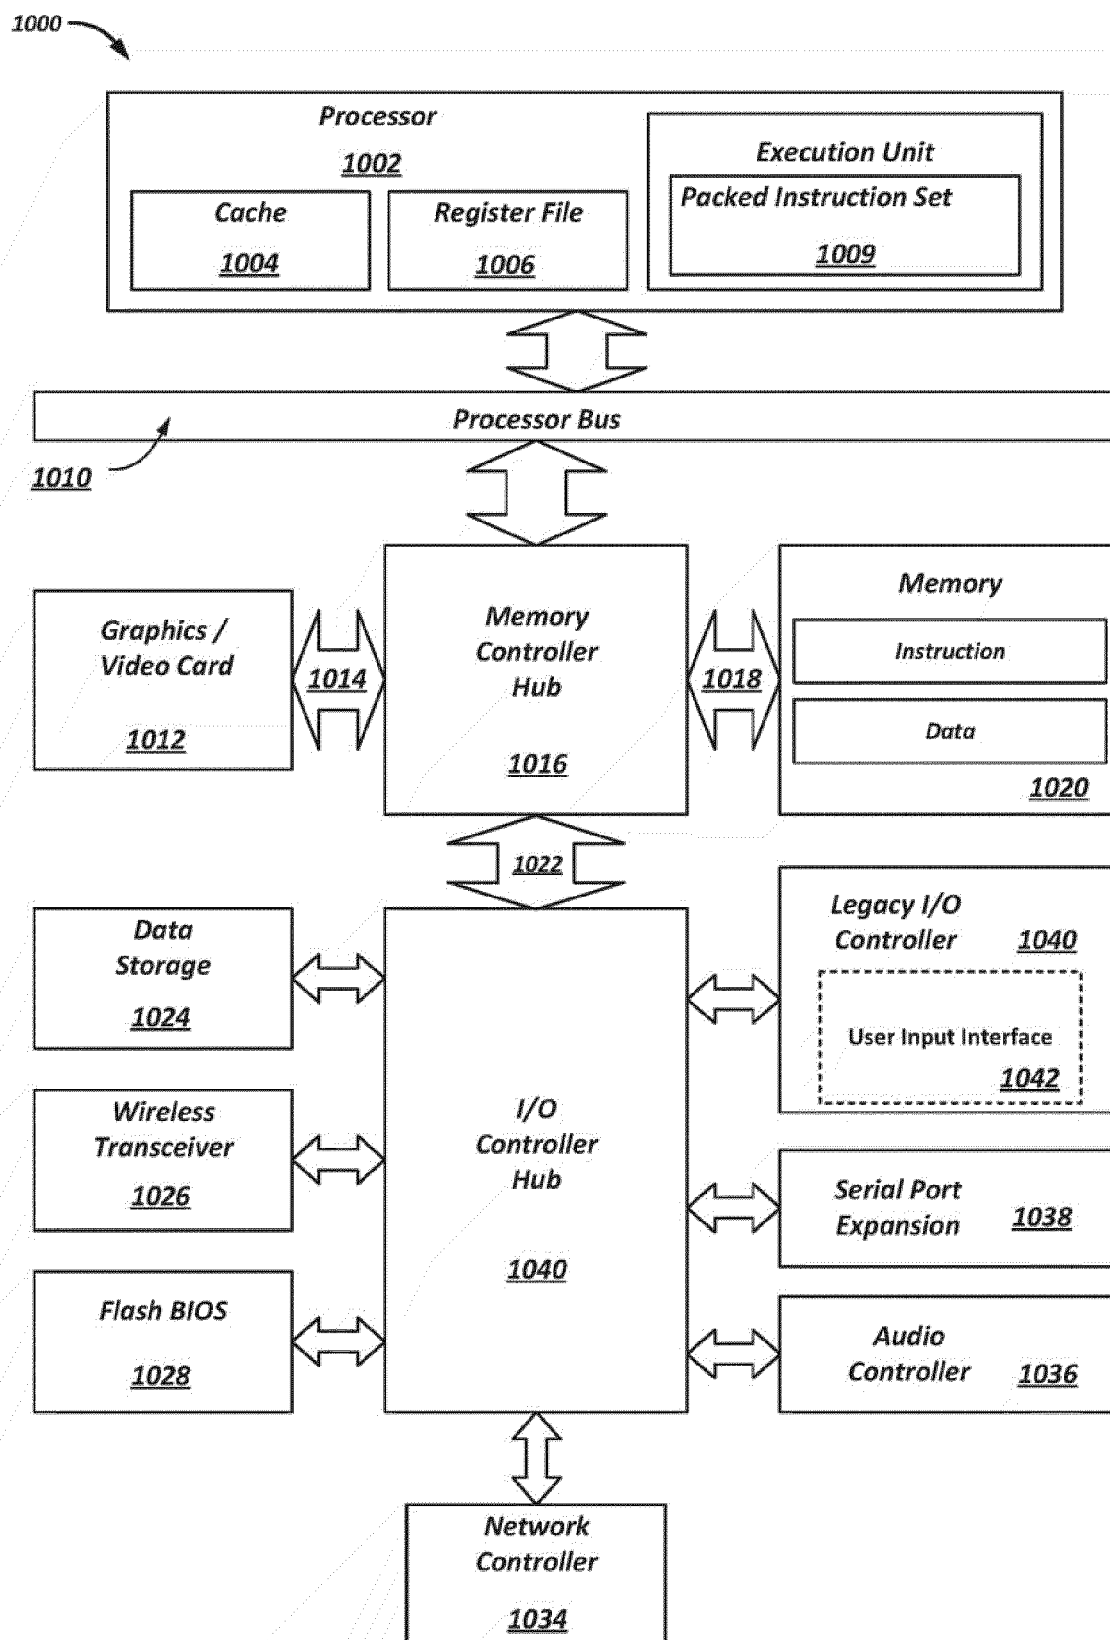 1000
Processor
1002
Cache
1004
Register File
1006
Execution Unit
Packed Instruction Set
1009
Processor Bus
1010
Graphics /
Video Card
1012
1014
Memory
Controller
Hub
1016
1018
Memory
Instruction
Data
1020
1022
Data
Storage
1024
Wireless
Transceiver
1026
Flash BIOS
1028
I/O
Controller
Hub
1040
Legacy I/O
Controller 1040
User Input Interface
1042
Serial Port
Expansion 1038
Audio
Controller 1036
Network
Controller
1034